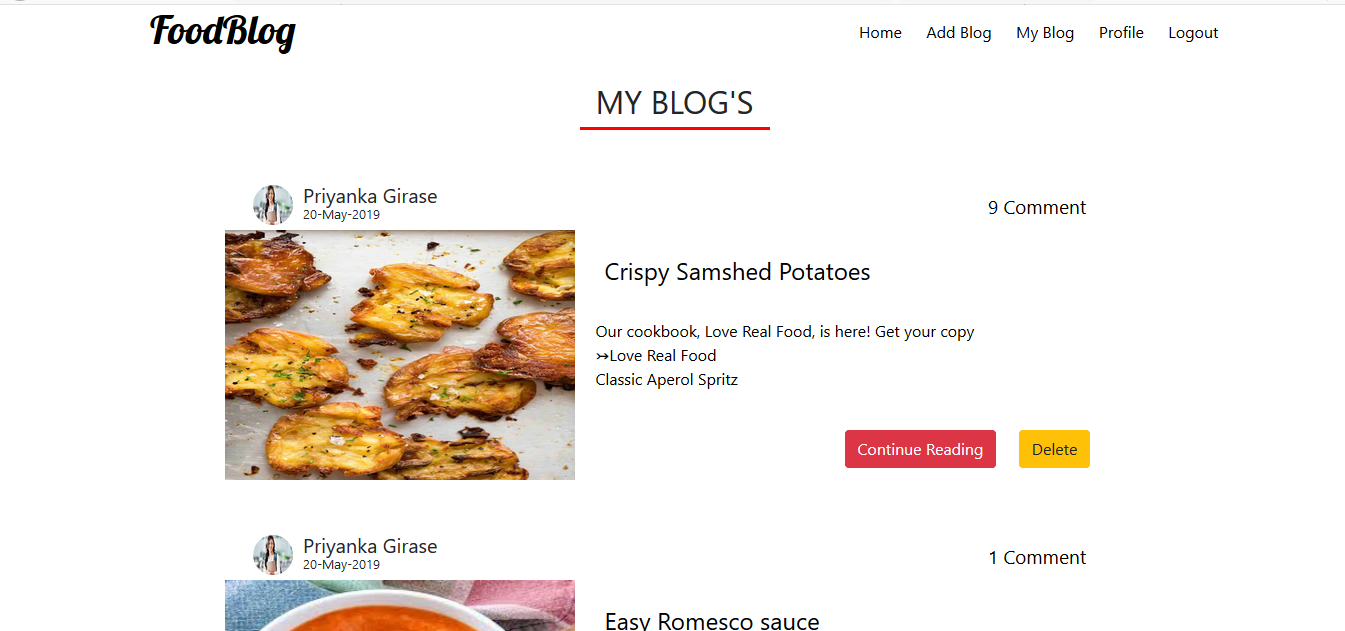 FoodBlog
Home Add Blog My Blog Profile Logout
MY BLOG'S
Priyanka Girase
20-May-2019
9 Comment
Crispy Samshed Potatoes
Our cookbook, Love Real Food, is here! Get your copy
↣Love Real Food
Classic Aperol Spritz
Continue Reading Delete
Priyanka Girase
20-May-2019
1 Comment
Easy Romesco sauce